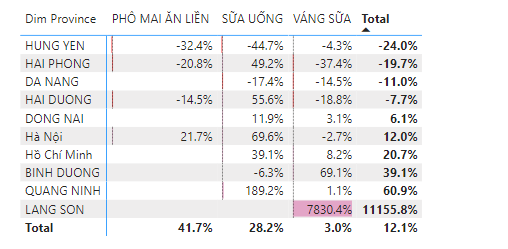 Dim Province PHÔ MAI ĂN LIỀN SỮA UỐNG VÁNG SỮA Total
HUNG YEN -32.4% -44.7% -4.3% -24.0%
HAI PHONG -20.8% 49.2% -37.4% -19.7%
DA NANG -17.4% -14.5% -11.0%
HAI DUONG -14.5% 55.6% -18.8% -7.7%
DONG NAI 11.9% 3.1% 6.1%
Hà Nội 21.7% 69.6% -2.7% 12.0%
Hồ Chí Minh 39.1% 8.2% 20.7%
BINH DUONG -6.3% 69.1% 39.1%
QUANG NINH 189.2% 1.1% 60.9%
LANG SON 7830.4% 11155.8%
Total 41.7% 28.2% 3.0% 12.1%